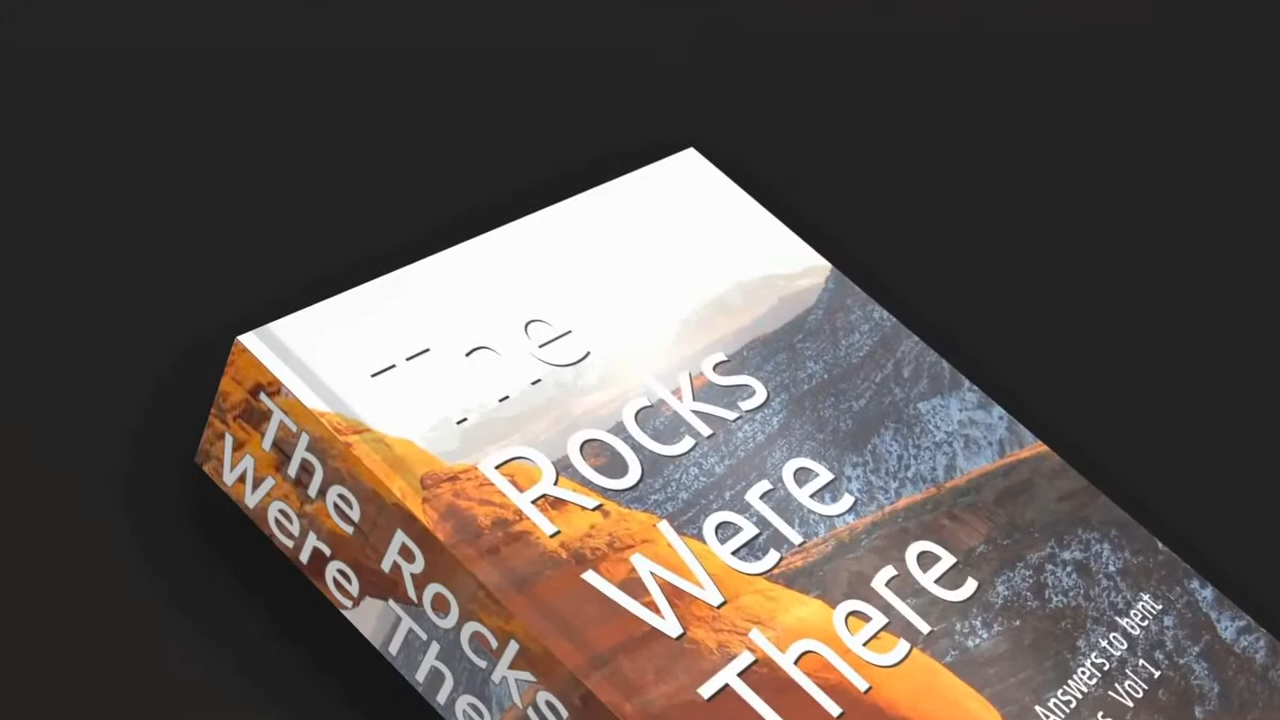 The
Rocks
Were
There
Answers to bent
Vol 1
The Rocks
Were The